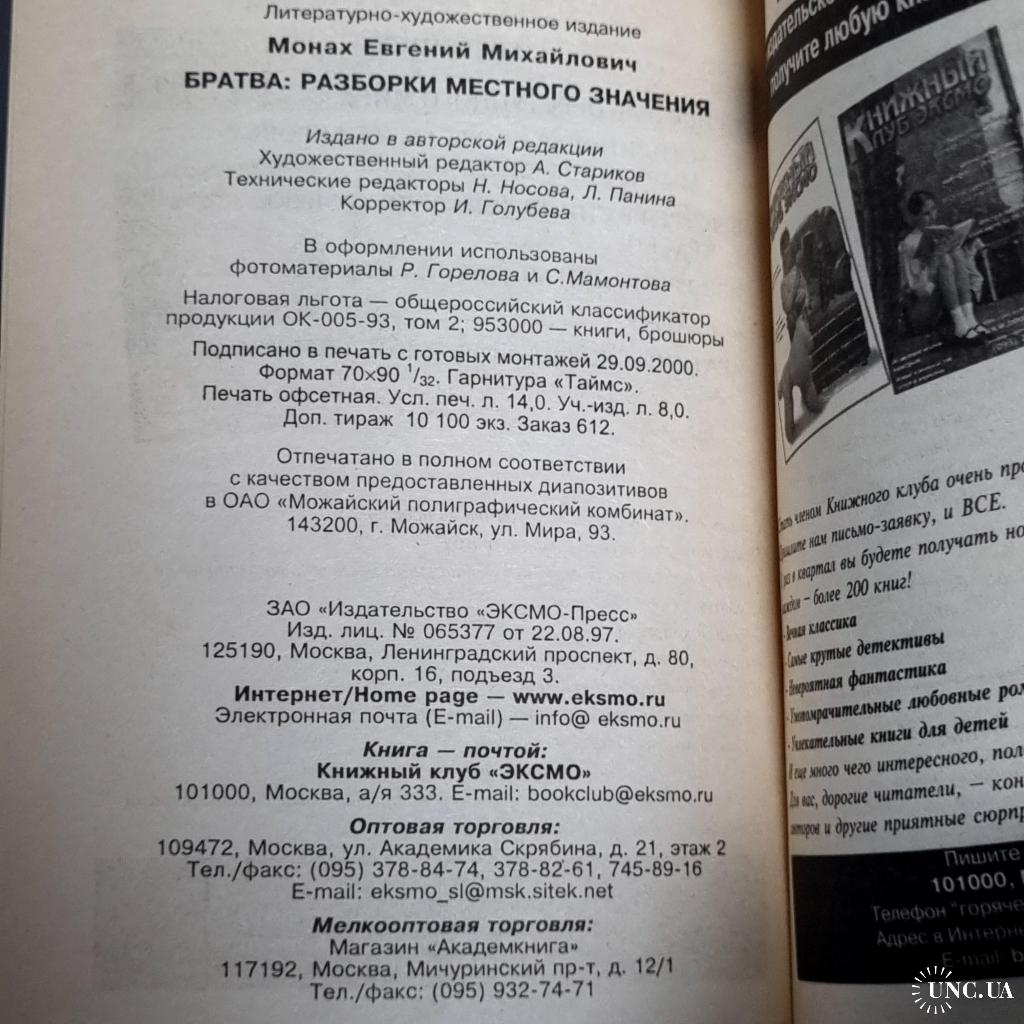 Литературно-художественное издание
Монах Евгений Михайлович
БРАТВА: РАЗБОРКИ МЕСТНОГО ЗНАЧЕНИЯ
Издано в авторской редакции
Художественный редактор А. Стариков
Технические редакторы Н. Носова, Л. Панина
Корректор И. Голубева
В оформлении использованы
фотоматериалы Р. Горелова и С.Мамонтова
Налоговая льгота — общероссийский классификатор
продукции ОК-005-93, том 2; 953000 — книги, брошюры
Подписано в печать с готовых монтажей 29.09.2000.
Формат 70×90 1/32. Гарнитура «Таймс».
Печать офсетная. Усл. печ. л. 14,0. Уч.-изд. л. 8,0.
Доп. тираж 10 100 экз. Заказ 612.
Отпечатано в полном соответствии
с качеством предоставленных диапозитивов
в ОАО «Можайский полиграфический комбинат».
143200, г. Можайск, ул. Мира, 93.
ЗАО «Издательство «ЭКСМО-Пресс»
Изд. лиц. № 065377 от 22.08.97.
125190, Москва, Ленинградский проспект, д. 80,
корп. 16, подъезд 3.
Интернет/Home page — www.eksmo.ru
Электронная почта (E-mail) — info@ eksmo.ru
Книга — почтой:
Книжный клуб «ЭКСМО»
101000, Москва, а/я 333. E-mail: bookclub@eksmo.ru
Оптовая торговля:
109472, Москва, ул. Академика Скрябина, д. 21, этаж 2
Тел./факс: (095) 378-84-74, 378-82-61, 745-89-16
E-mail: eksmo_sl@msk.sitek.net
Мелкооптовая торговля:
Магазин «Академкнига»
117192, Москва, Мичуринский пр-т, д. 12/1
Тел./факс: (095) 932-74-71
получите любую
КНИЖНЫЙ
КЛУБ ЭКСМО
членом Книжного клуба очень
нам письмо-заявку, и ВСЕ.
в квартал вы будете получать
– более 200 книг!
- Вечная классика
- Самые крутые детективы
- Невероятная фантастика
- Умопомрачительные любовные
- Увлекательные книги для детей
И еще много чего интересного,
Для вас, дорогие читатели, —
и другие приятные
Пишите
101000,
Телефон
Адрес в
E-mail:
UNC.UA